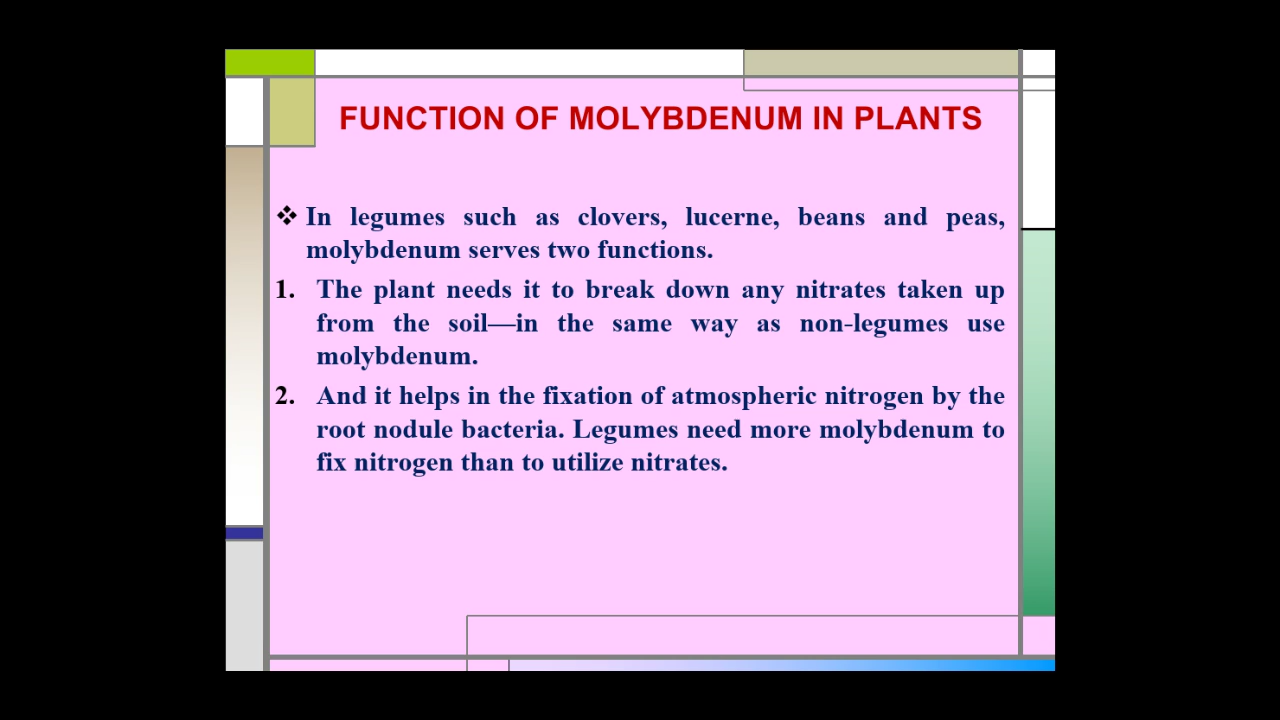 FUNCTION OF MOLYBDENUM IN PLANTS
❖ In legumes such as clovers, lucerne, beans and peas,
molybdenum serves two functions.
1. The plant needs it to break down any nitrates taken up
from the soil—in the same way as non-legumes use
molybdenum.
2. And it helps in the fixation of atmospheric nitrogen by the
root nodule bacteria. Legumes need more molybdenum to
fix nitrogen than to utilize nitrates.